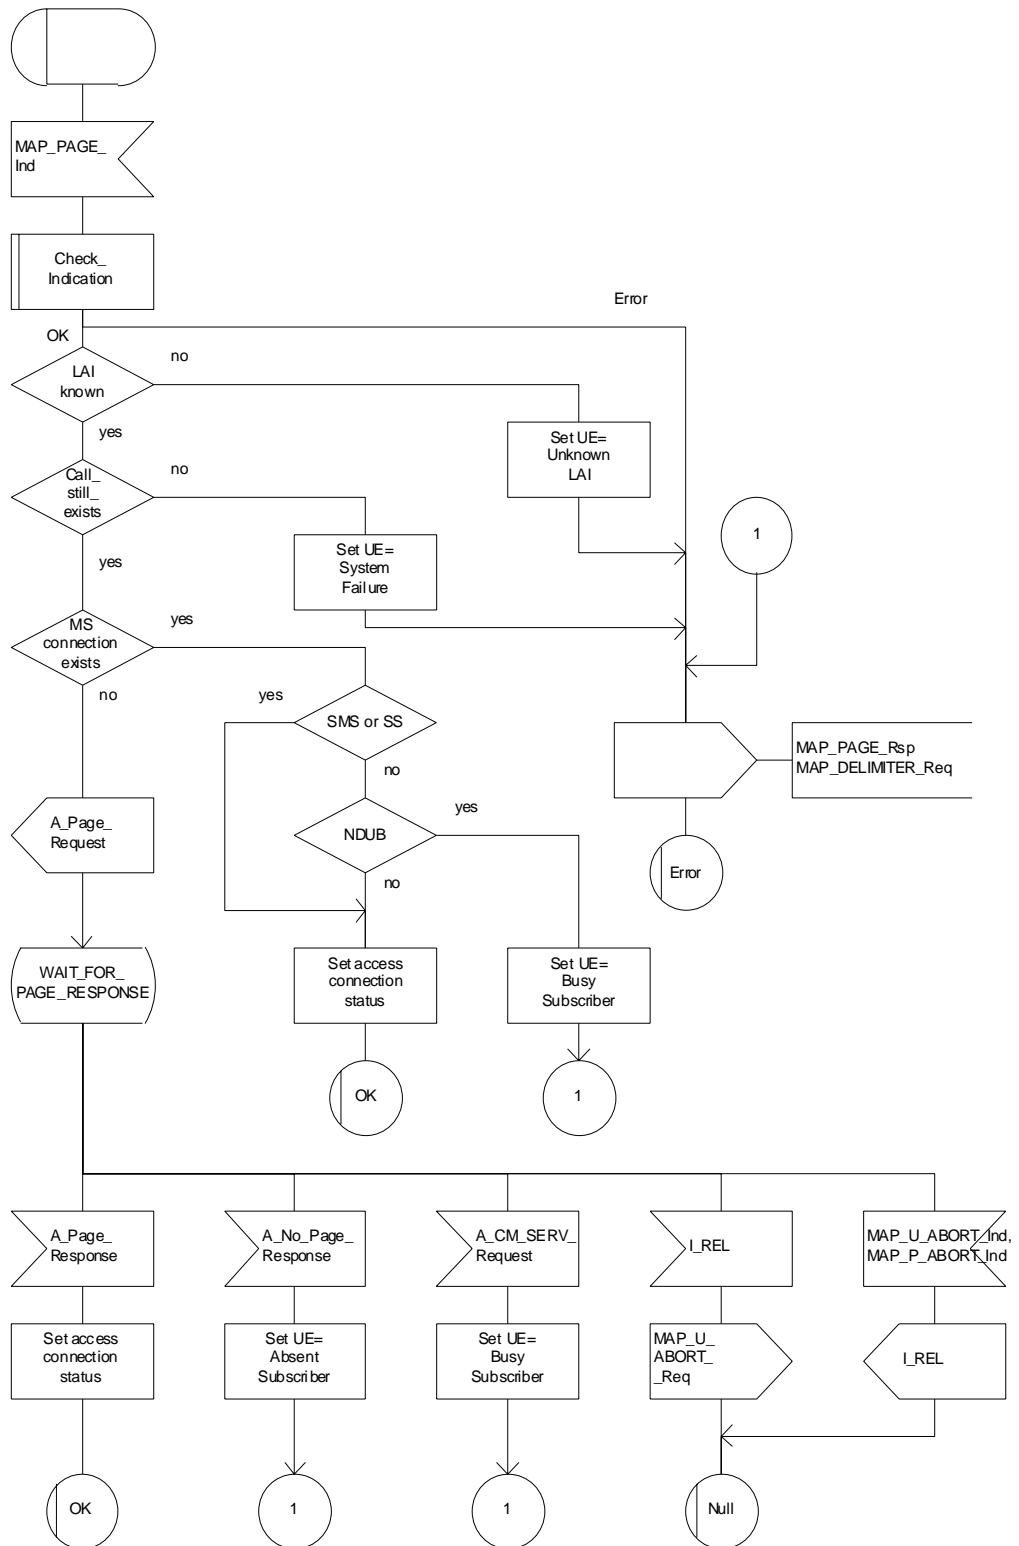 MAP_PAGE_
Ind
Check_
Indication
Error
OK
no
LAI
known
yes
Set UE=
Unknown
LAI
no
Call_
still_
exists
1
Set UE=
System
Failure
yes
yes
MS
connection
exists
no
yes
SMS or SS
no
MAP_PAGE_Rsp
MAP_DELIMITER_Req
A_Page_
Request
yes
NDUB
no
Error
WAIT_FOR_
PAGE_RESPONSE
Set access
connection
status
Set UE=
Busy
Subscriber
OK
1
A_Page_
Response
A_No_Page_
Response
A_CM_SERV_
Request
I_REL
MAP_U_ABORT_Ind,
MAP_P_ABORT_Ind
Set access
connection
status
Set UE=
Absent
Subscriber
Set UE=
Busy
Subscriber
MAP_U_
ABORT_
_Req
I_REL
OK
1
1
Null